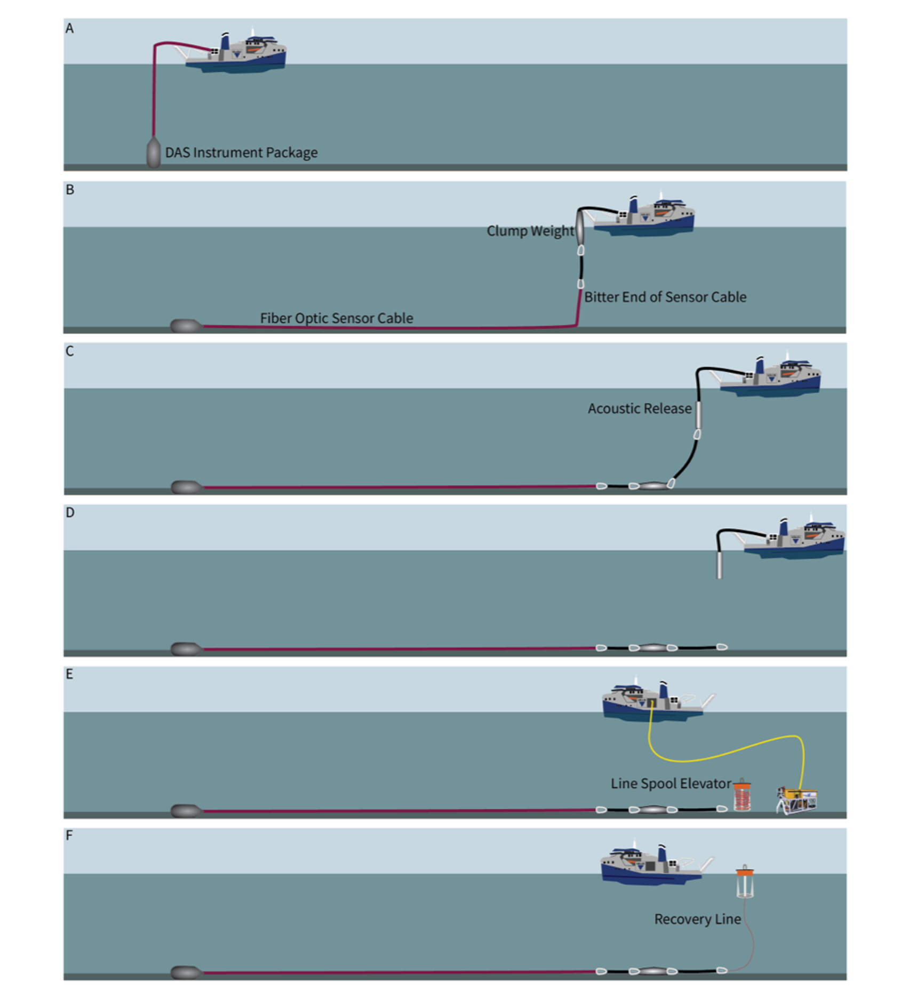 A
DAS Instrument Package
B
Clump Weight
Bitter End of Sensor Cable
Fiber Optic Sensor Cable
C
Acoustic Release
D
E
Line Spool Elevator
F
Recovery Line